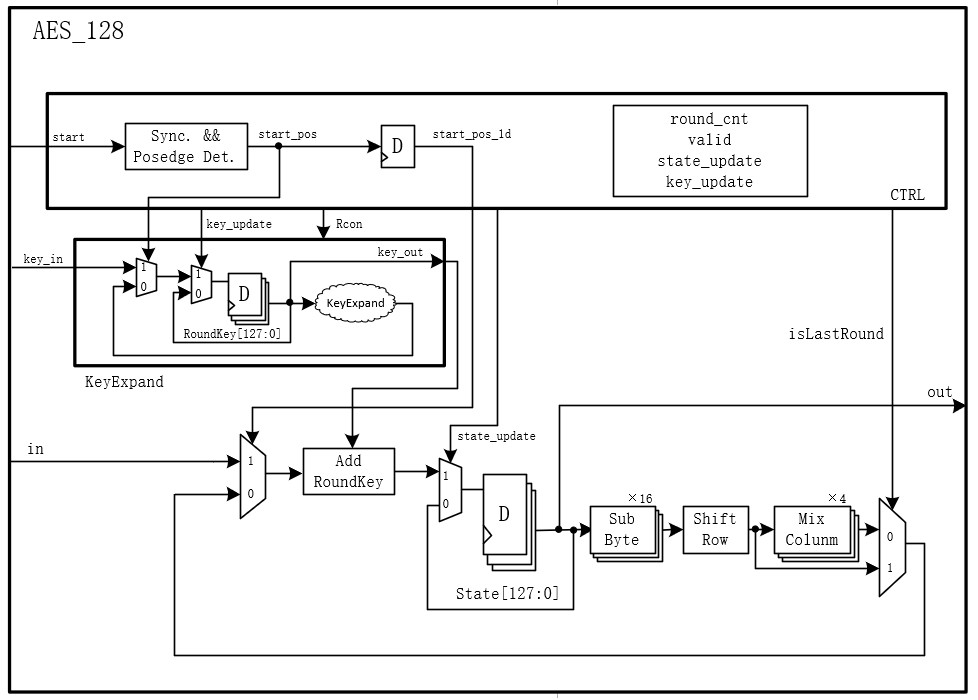 AES_128
start
Sync. &&
Posedge Det.
start_pos
D
start_pos_1d
round_cnt
valid
state_update
key_update
CTRL
key_update
Rcon
key_in
1
0
1
0
D
RoundKey[127:0]
KeyExpand
key_out
KeyExpand
isLastRound
out
in
1
0
Add
RoundKey
state_update
1
0
D
State[127:0]
×16
Sub
Byte
Shift
Row
×4
Mix
Colunm
0
1